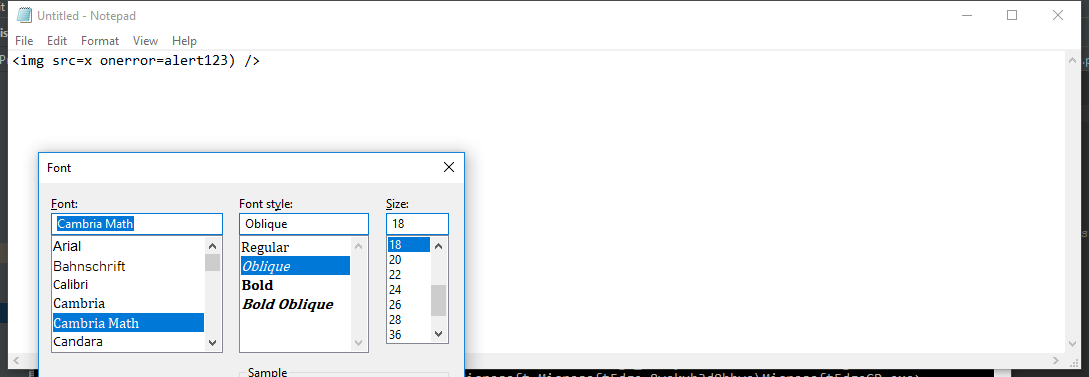 Untitled - Notepad
File Edit Format View Help
<img src=x onerror=alert123) />
Font
Font: Font style: Size:
Cambria Math Oblique 18
Arial Regular 18
Bahnschrift Oblique 20
Calibri Bold 22
Cambria Bold Oblique 24
Cambria Math 26
Candara 28
36
Sample